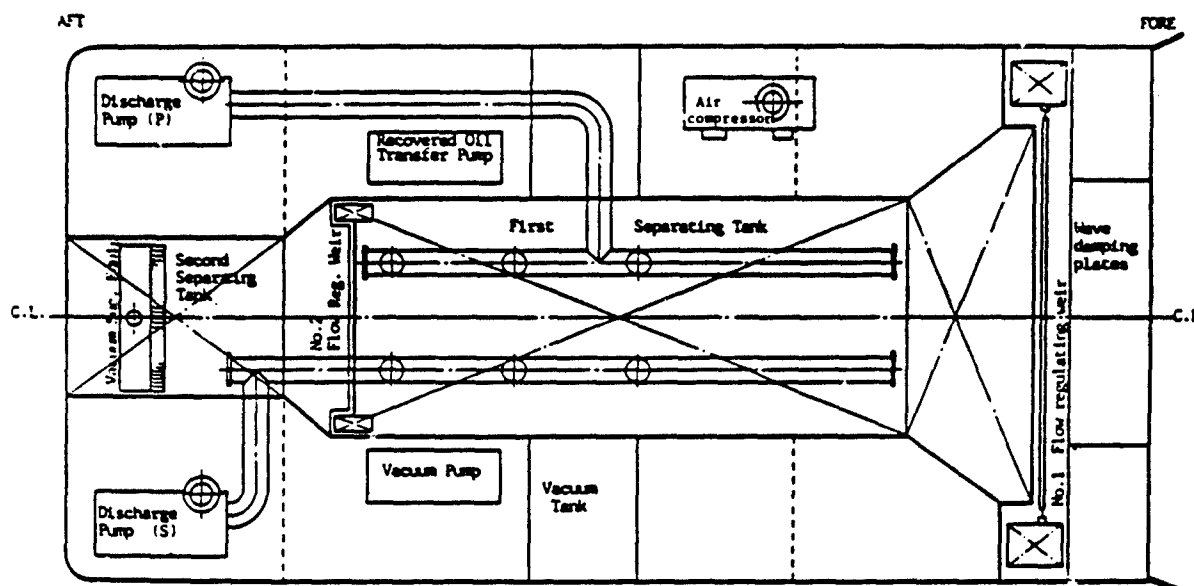 AFT
FORE
Discharge
Pump (P)
Recovered Oil
Transfer Pump
Air
compressor
First Separating Tank
Second
Separating
Tank
No.2
Flow Reg. Weir
Wave
damping
plates
C.L.
No.1 Flow regulating weir
Vacuum
Vacuum Pump
Vacuum
Tank
Discharge
Pump (S)